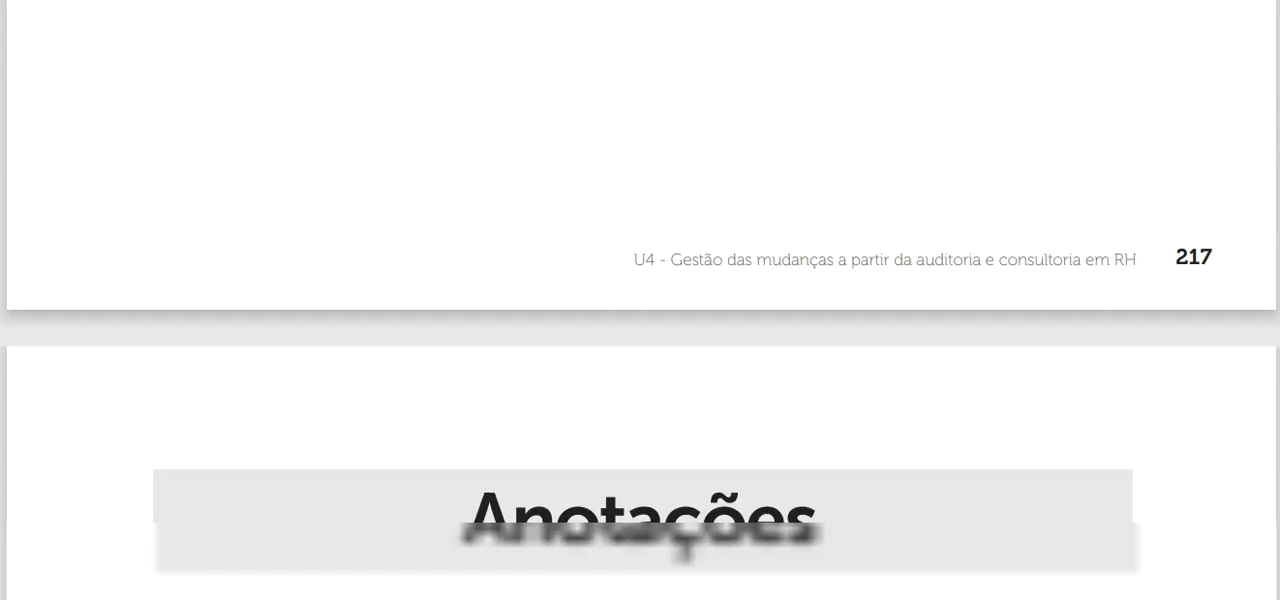 U4 - Gestão das mudanças a partir da auditoria e consultoria em RH 217
Anotações